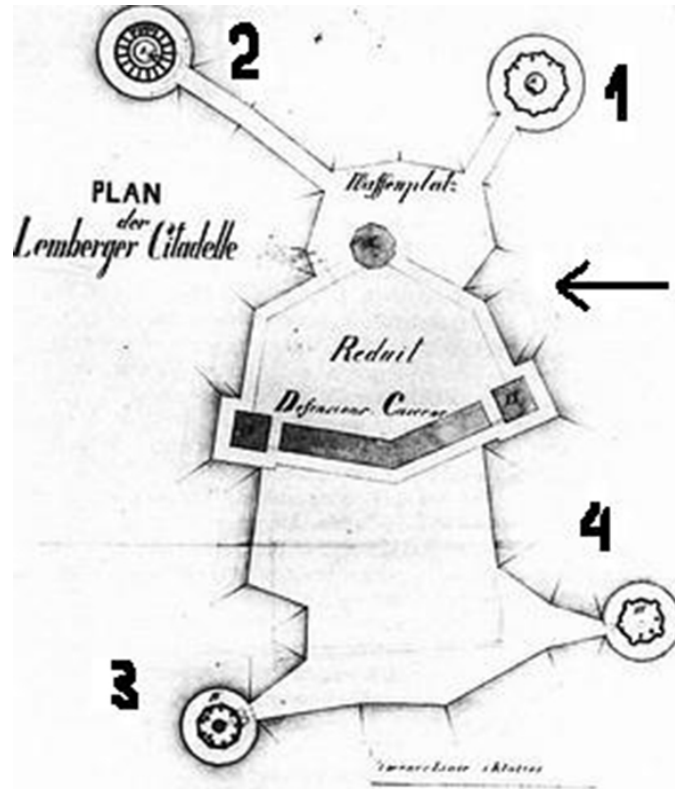 2
1
PLAN
der
Lemberger Citadelle
Waffenplatz
Reduit
Defensions Caserne
4
3